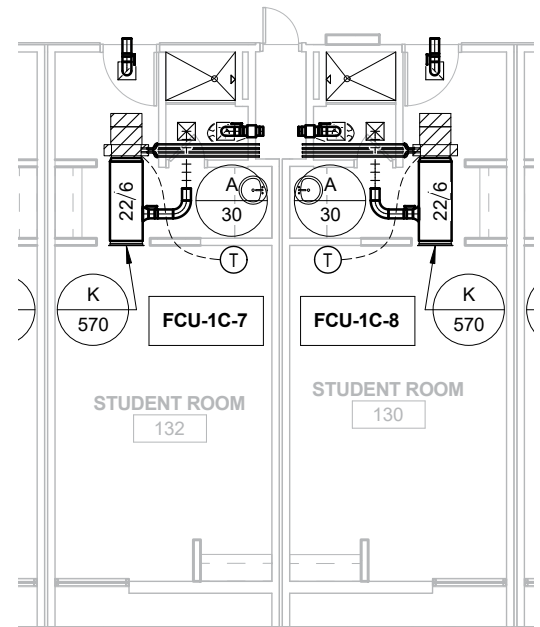 A
30
A
30
22/6
22/6
T
T
K
570
FCU-1C-7
FCU-1C-8
K
570
STUDENT ROOM
132
STUDENT ROOM
130